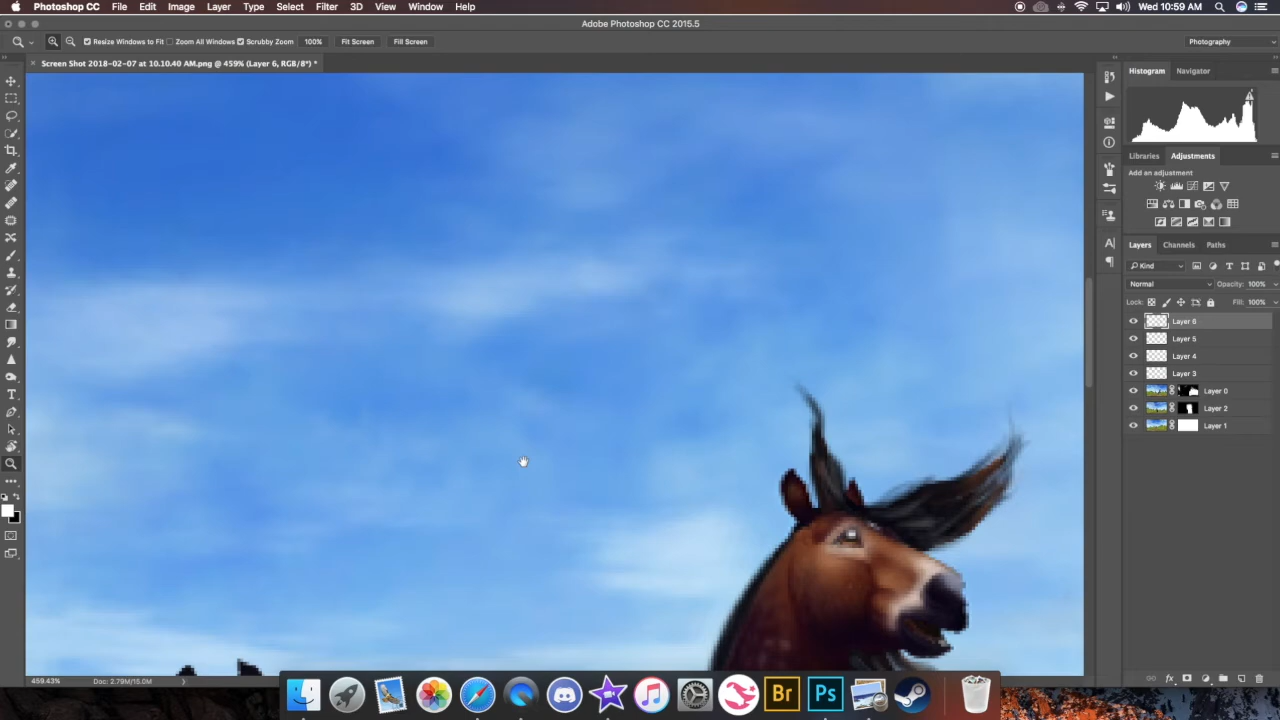 Photoshop CC File Edit Image Layer Type Select Filter 3D View Window Help Wed 10:59 AM
Adobe Photoshop CC 2015.5
Resize Windows to Fit Zoom All Windows Scrubby Zoom 100% Fit Screen Fill Screen Photography
Screen Shot 2018-02-07 at 10.10.40 AM.png @ 459% (Layer 6, RGB/8*) *
Histogram Navigator
Libraries Adjustments
Add an adjustment
Layers Channels Paths
Kind
Normal Opacity: 100%
Lock: Fill: 100%
Layer 6
Layer 5
Layer 4
Layer 3
Layer 0
Layer 2
Layer 1
459.43% Doc: 2.79M/15.0M
Br Ps